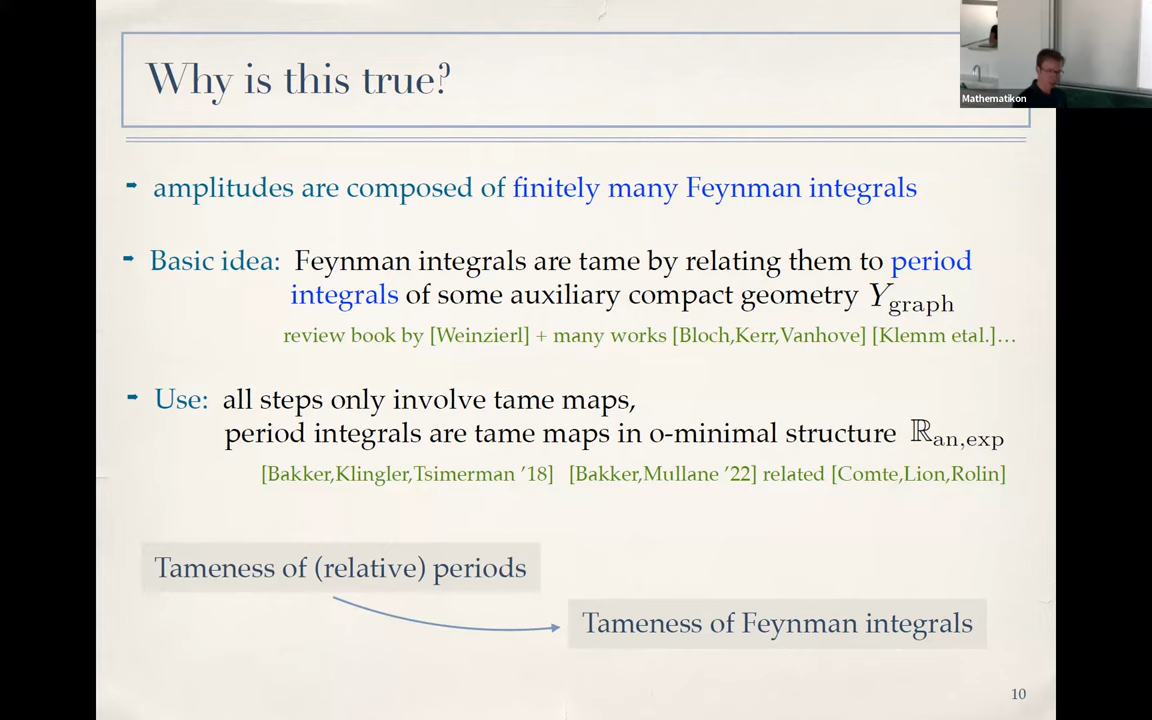 Why is this true?
Mathematikon
➡ amplitudes are composed of finitely many Feynman integrals
➡ Basic idea: Feynman integrals are tame by relating them to period
integrals of some auxiliary compact geometry Y_graph
review book by [Weinzierl] + many works [Bloch,Kerr,Vanhove] [Klemm etal.]…
➡ Use: all steps only involve tame maps,
period integrals are tame maps in o-minimal structure ℝ_an,exp
[Bakker,Klingler,Tsimerman ’18] [Bakker,Mullane ’22] related [Comte,Lion,Rolin]
Tameness of (relative) periods
Tameness of Feynman integrals
10